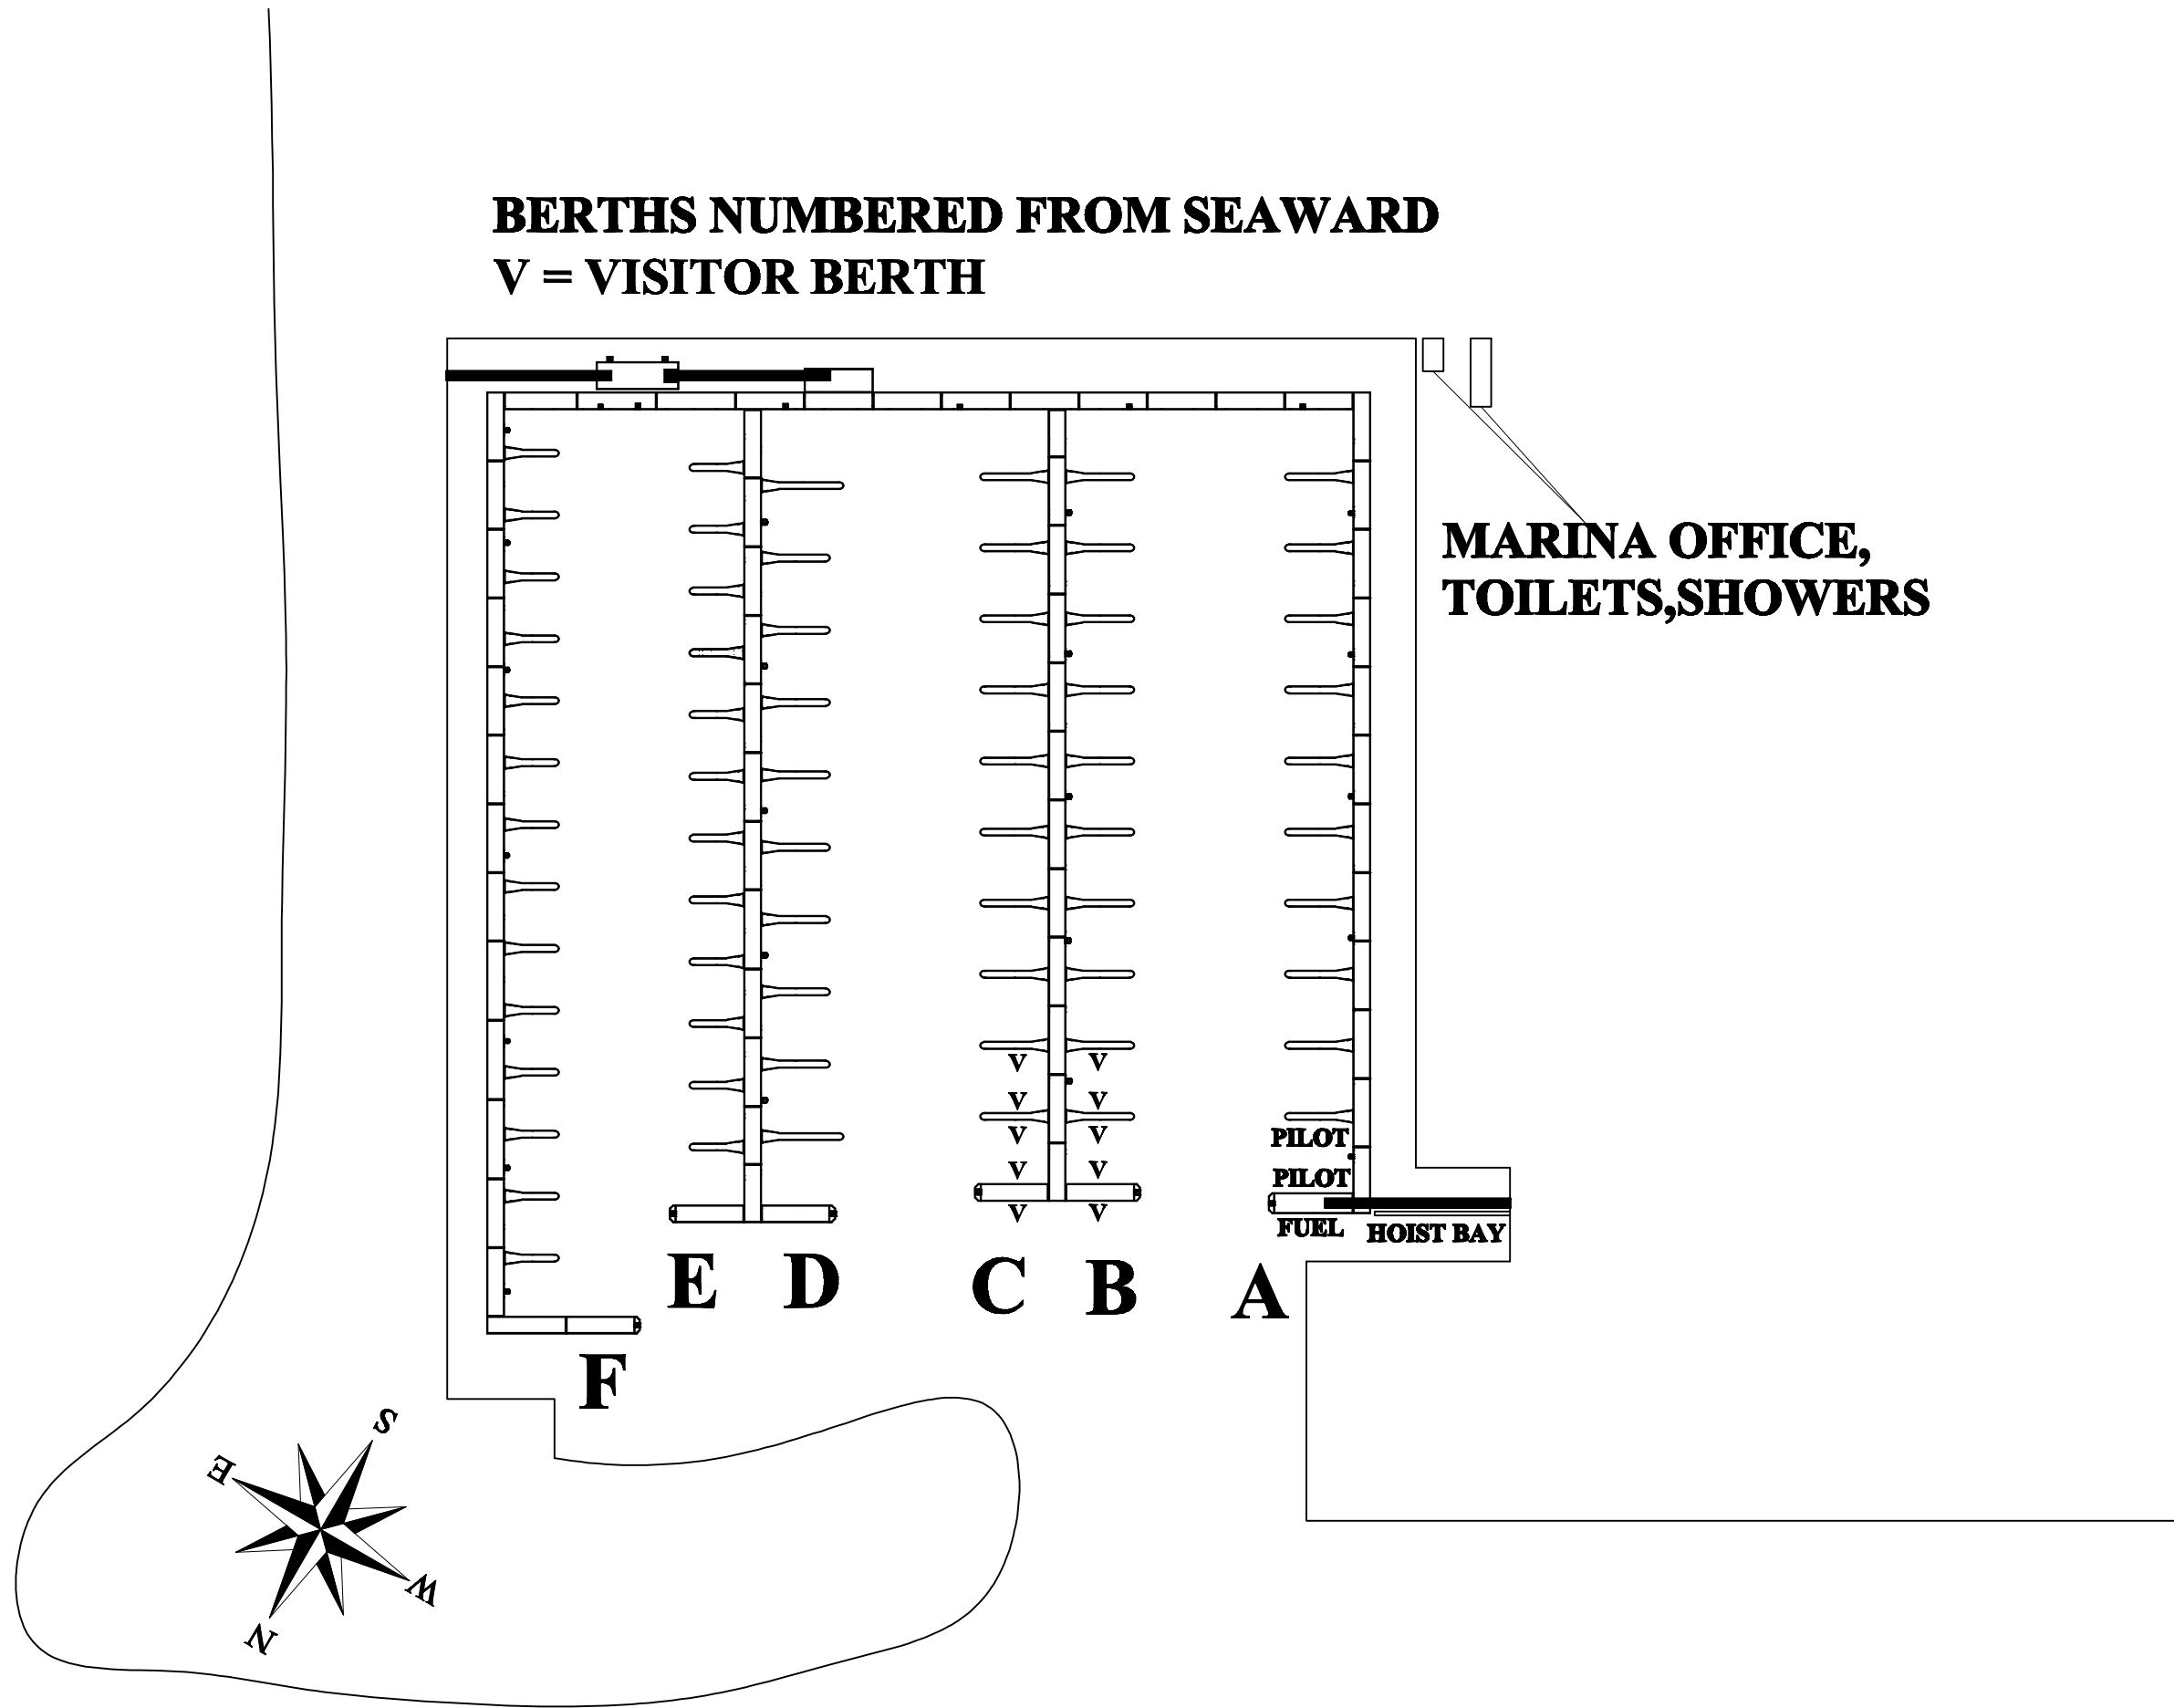 BERTHS NUMBERED FROM SEAWARD
V = VISITOR BERTH
MARINA OFFICE,
TOILETS,SHOWERS
V V
V V
V V
PILOT
V V
PILOT
V V
FUEL
HOIST BAY
E D C B A
F
S
E
W
N